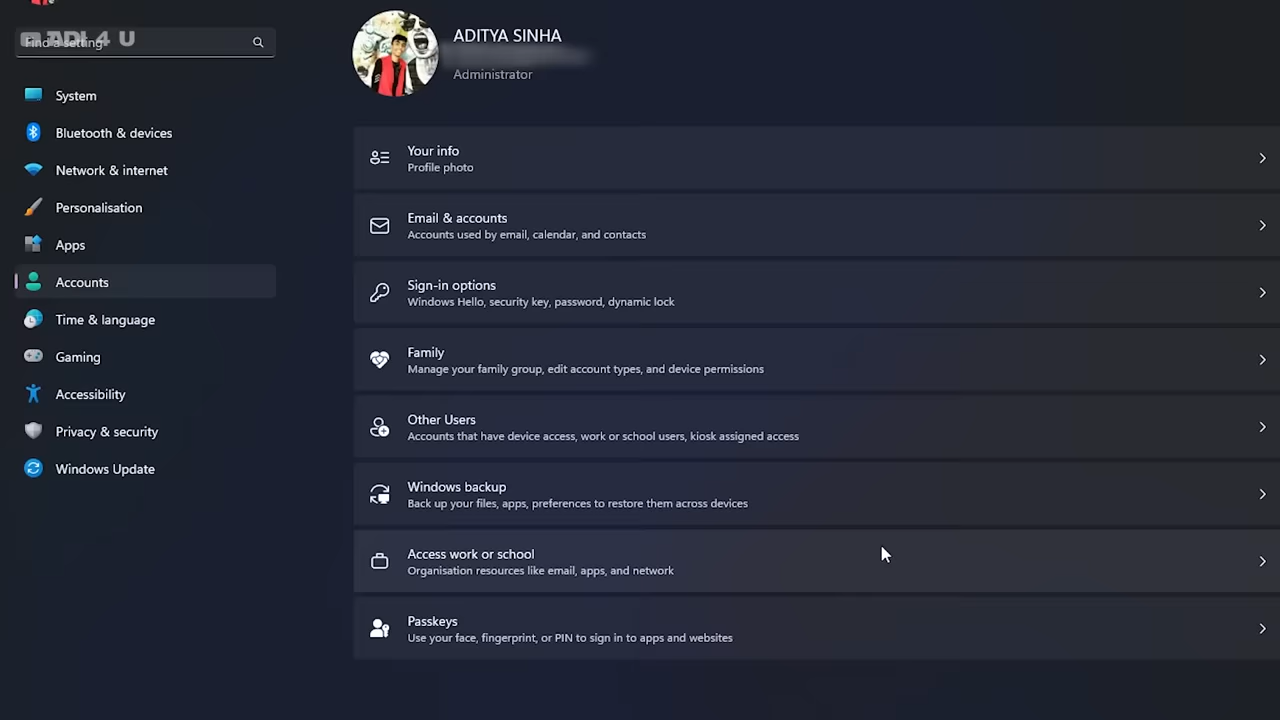 Find a setting
ADI 4 U
System
Bluetooth & devices
Network & internet
Personalisation
Apps
Accounts
Time & language
Gaming
Accessibility
Privacy & security
Windows Update
ADITYA SINHA
Administrator
Your info
Profile photo
Email & accounts
Accounts used by email, calendar, and contacts
Sign-in options
Windows Hello, security key, password, dynamic lock
Family
Manage your family group, edit account types, and device permissions
Other Users
Accounts that have device access, work or school users, kiosk assigned access
Windows backup
Back up your files, apps, preferences to restore them across devices
Access work or school
Organisation resources like email, apps, and network
Passkeys
Use your face, fingerprint, or PIN to sign in to apps and websites